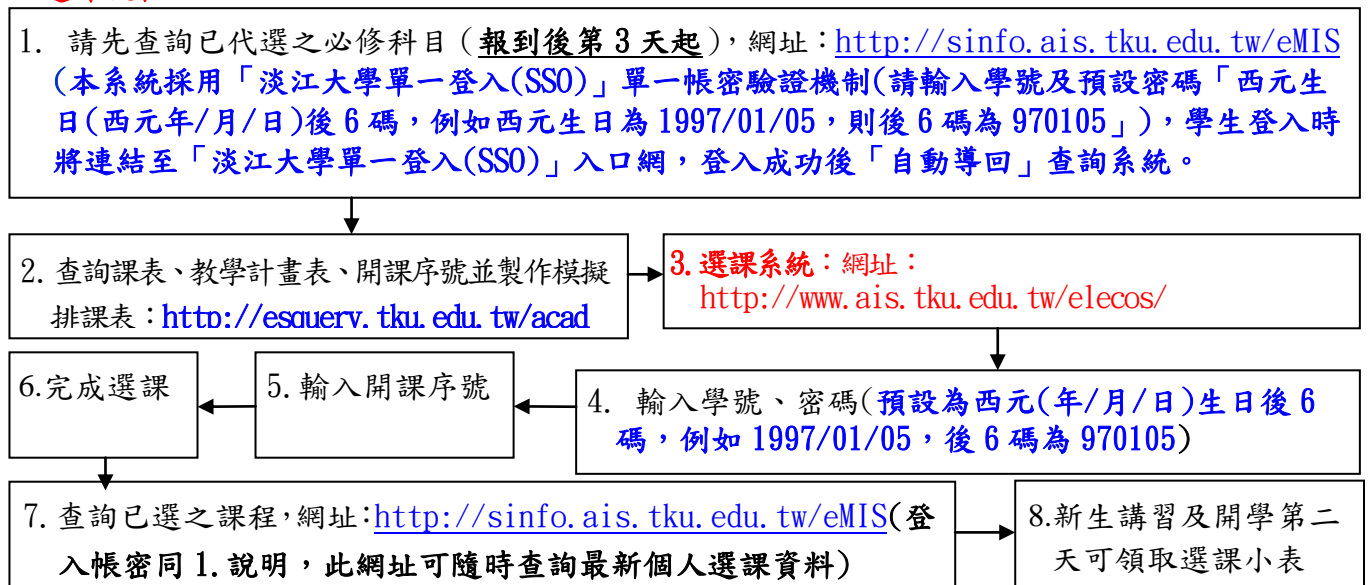 1. 請先查詢已代選之必修科目(報到後第3天起),網址:http://sinfo.ais.tku.edu.tw/eMIS
(本系統採用「淡江大學單一登入(SSO)」單一帳密驗證機制(請輸入學號及預設密碼「西元生
日(西元年/月/日)後6碼,例如西元生日為1997/01/05,則後6碼為970105」),學生登入時
將連結至「淡江大學單一登入(SSO)」入口網,登入成功後「自動導回」查詢系統。
2. 查詢課表、教學計畫表、開課序號並製作模擬
排課表:http://esquery.tku.edu.tw/acad
3. 選課系統:網址:
http://www.ais.tku.edu.tw/elecos/
4. 輸入學號、密碼(預設為西元(年/月/日)生日後6
碼,例如1997/01/05,後6碼為970105)
5. 輸入開課序號
6.完成選課
7. 查詢已選之課程,網址:http://sinfo.ais.tku.edu.tw/eMIS(登
入帳密同1.說明,此網址可隨時查詢最新個人選課資料)
8.新生講習及開學第二
天可領取選課小表